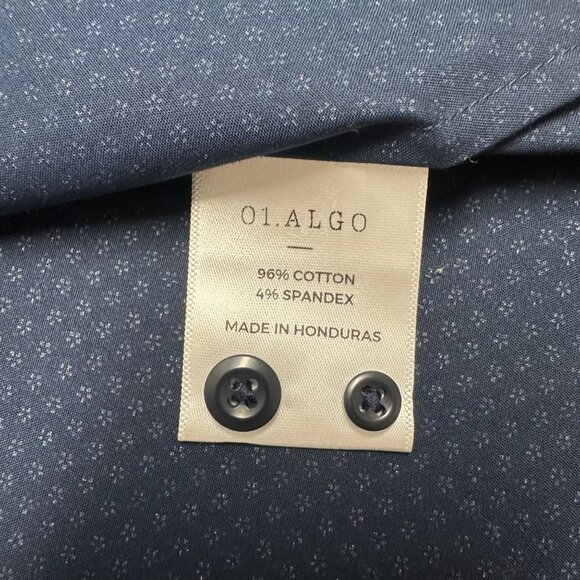 01.ALGO
96% COTTON
4% SPANDEX
MADE IN HONDURAS